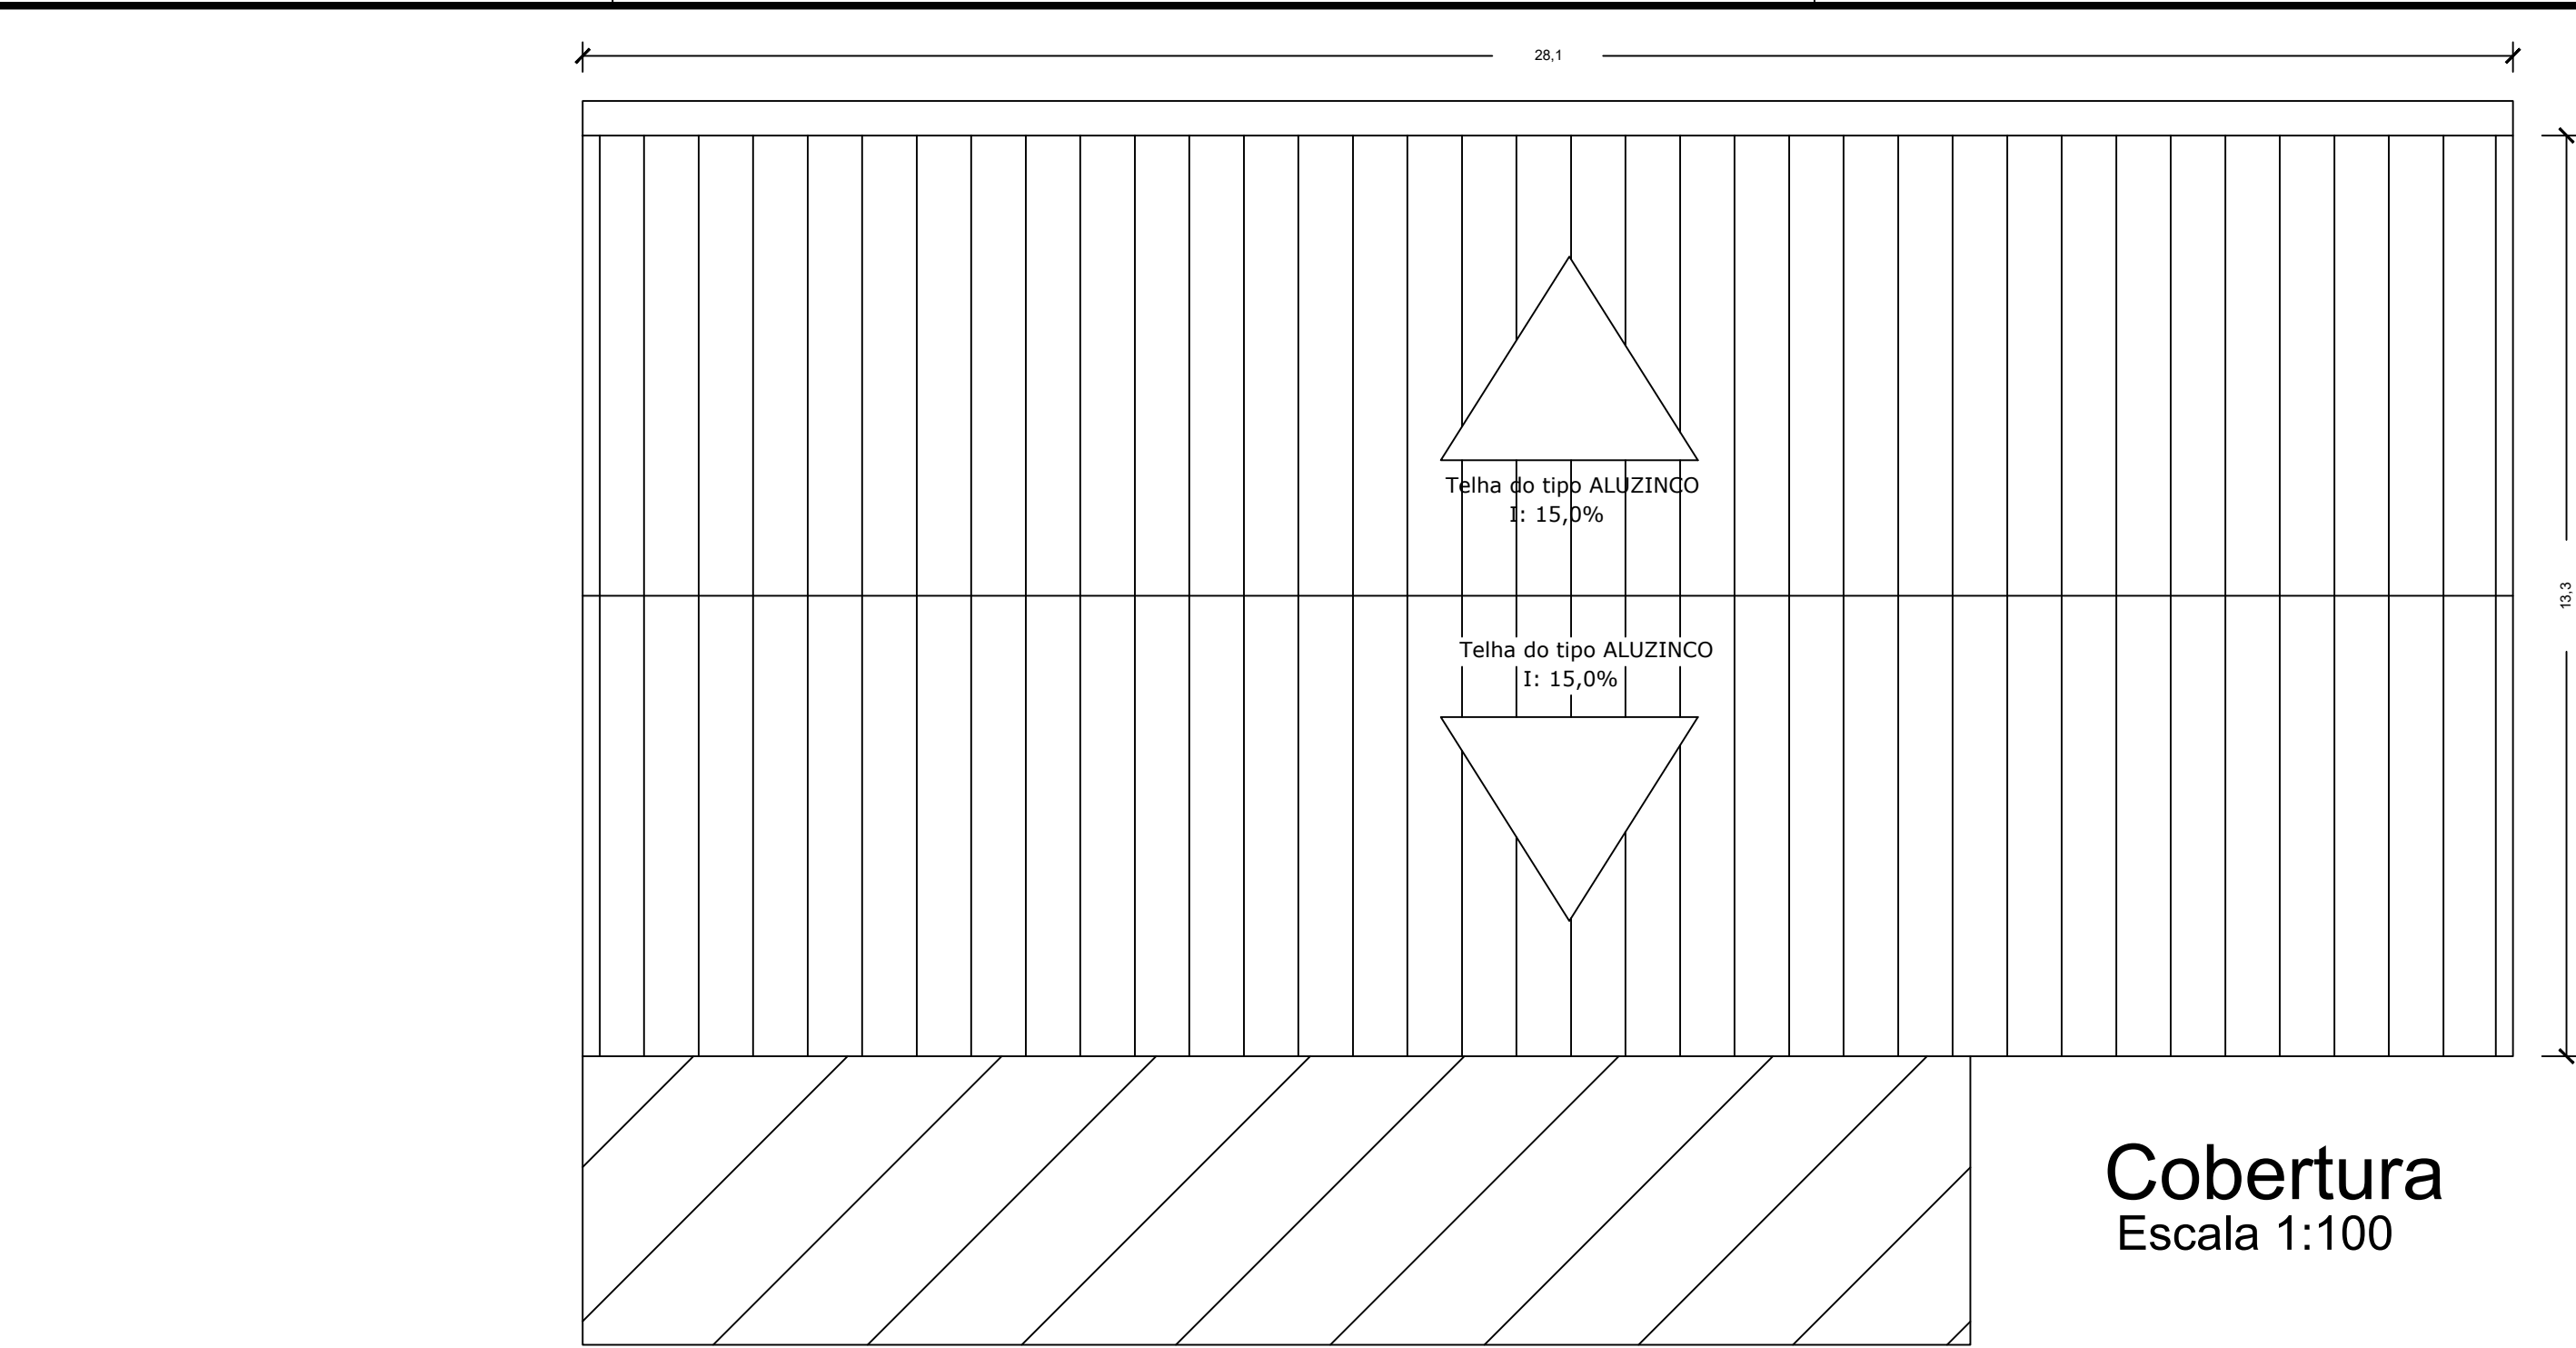 28,1
Telha do tipo ALUZINCO
I: 15,0%
13,3
Telha do tipo ALUZINCO
I: 15,0%
Cobertura
Escala 1:100